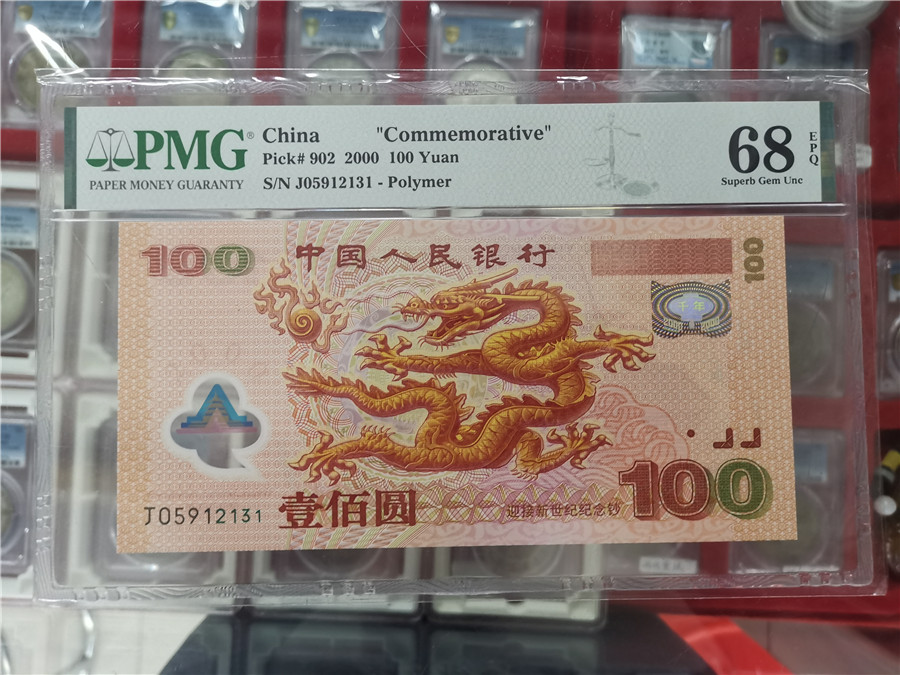 PMG®
PAPER MONEY GUARANTY
China "Commemorative"
Pick# 902 2000 100 Yuan
S/N J05912131 - Polymer
68
EPQ
Superb Gem Unc
100
中国人民银行
100
千年
J05912131
壹佰圆
迎接新世纪纪念钞
100